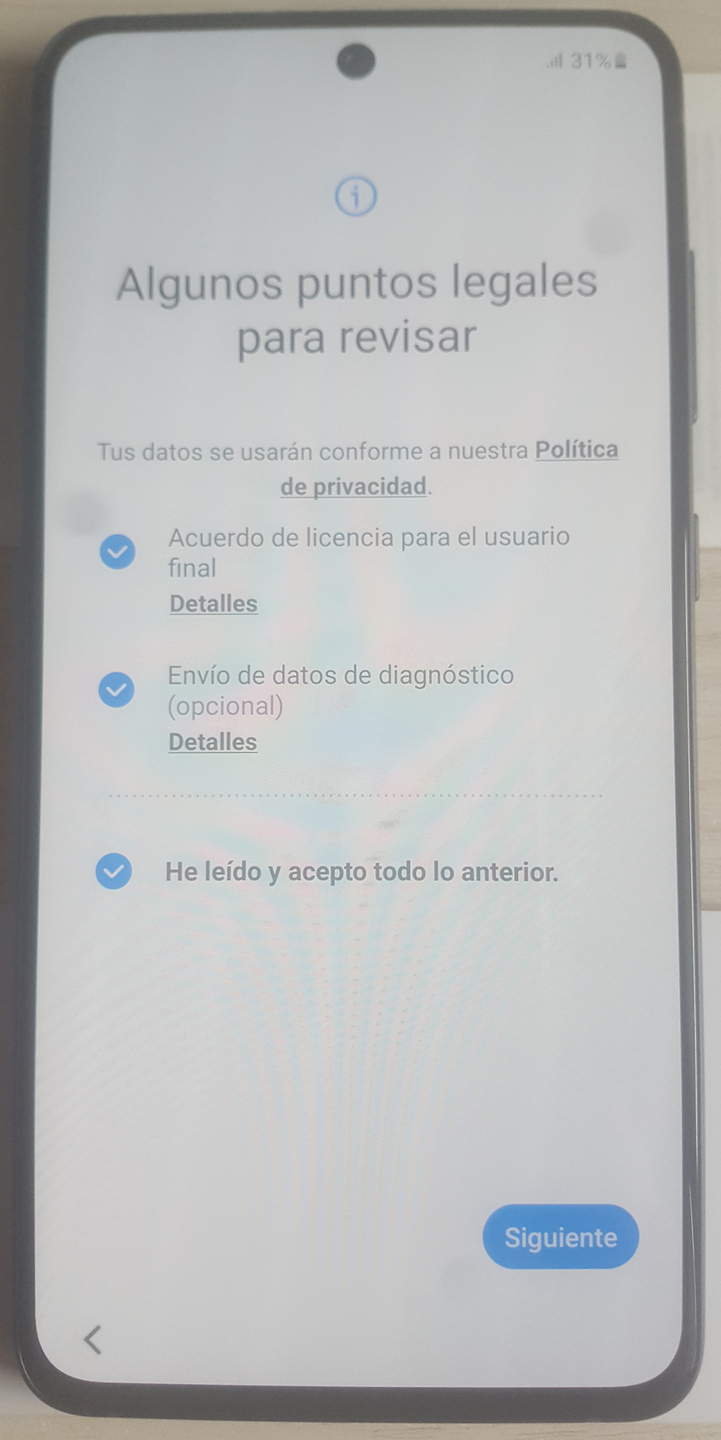 31%
Algunos puntos legales
para revisar
Tus datos se usarán conforme a nuestra Política
de privacidad.
Acuerdo de licencia para el usuario
final
Detalles
Envío de datos de diagnóstico
(opcional)
Detalles
He leído y acepto todo lo anterior.
Siguiente